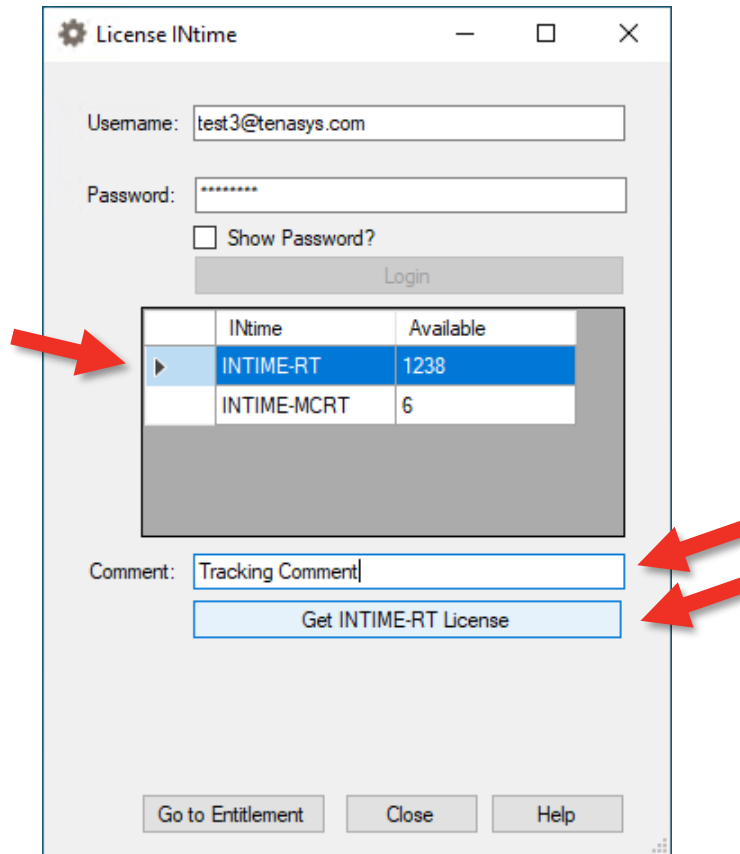 License INtime
Username: test3@tenasys.com
Password: ********
Show Password?
Login
INtime Available
INTIME-RT 1238
INTIME-MCRT 6
Comment: Tracking Comment
Get INTIME-RT License
Go to Entitlement Close Help